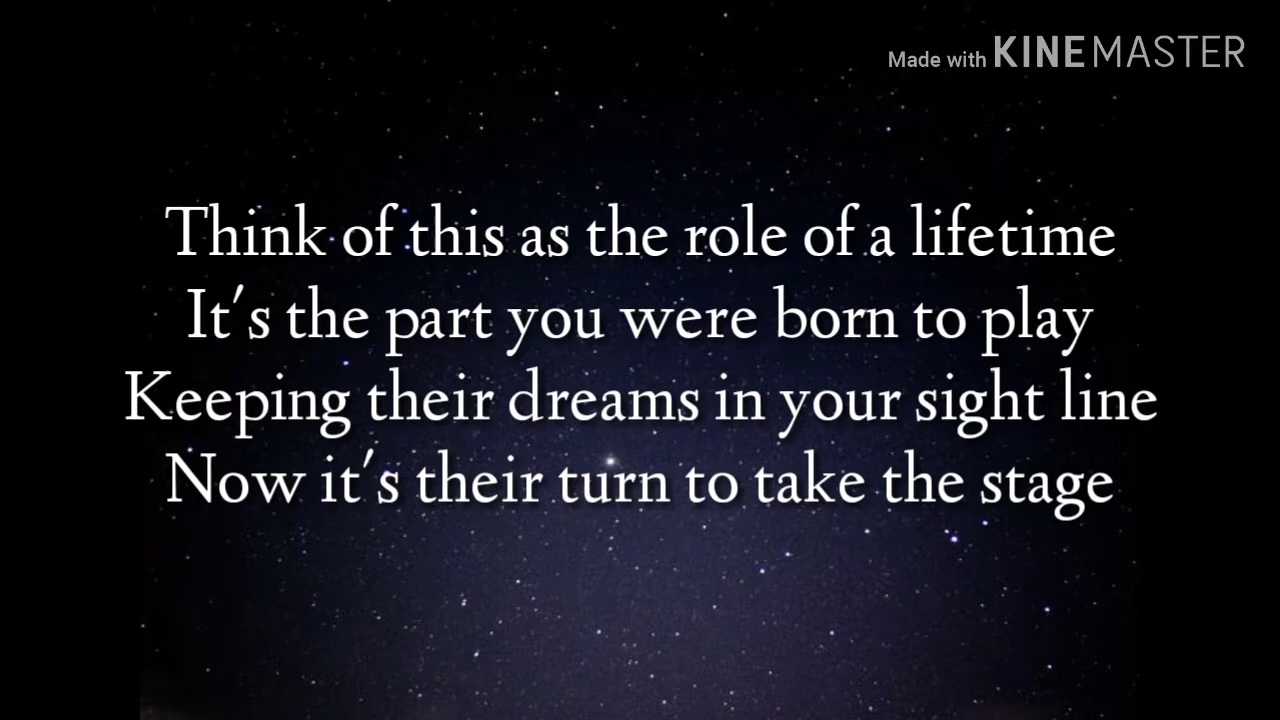 Made with KINEMASTER
Think of this as the role of a lifetime
It's the part you were born to play
Keeping their dreams in your sight line
Now it's their turn to take the stage